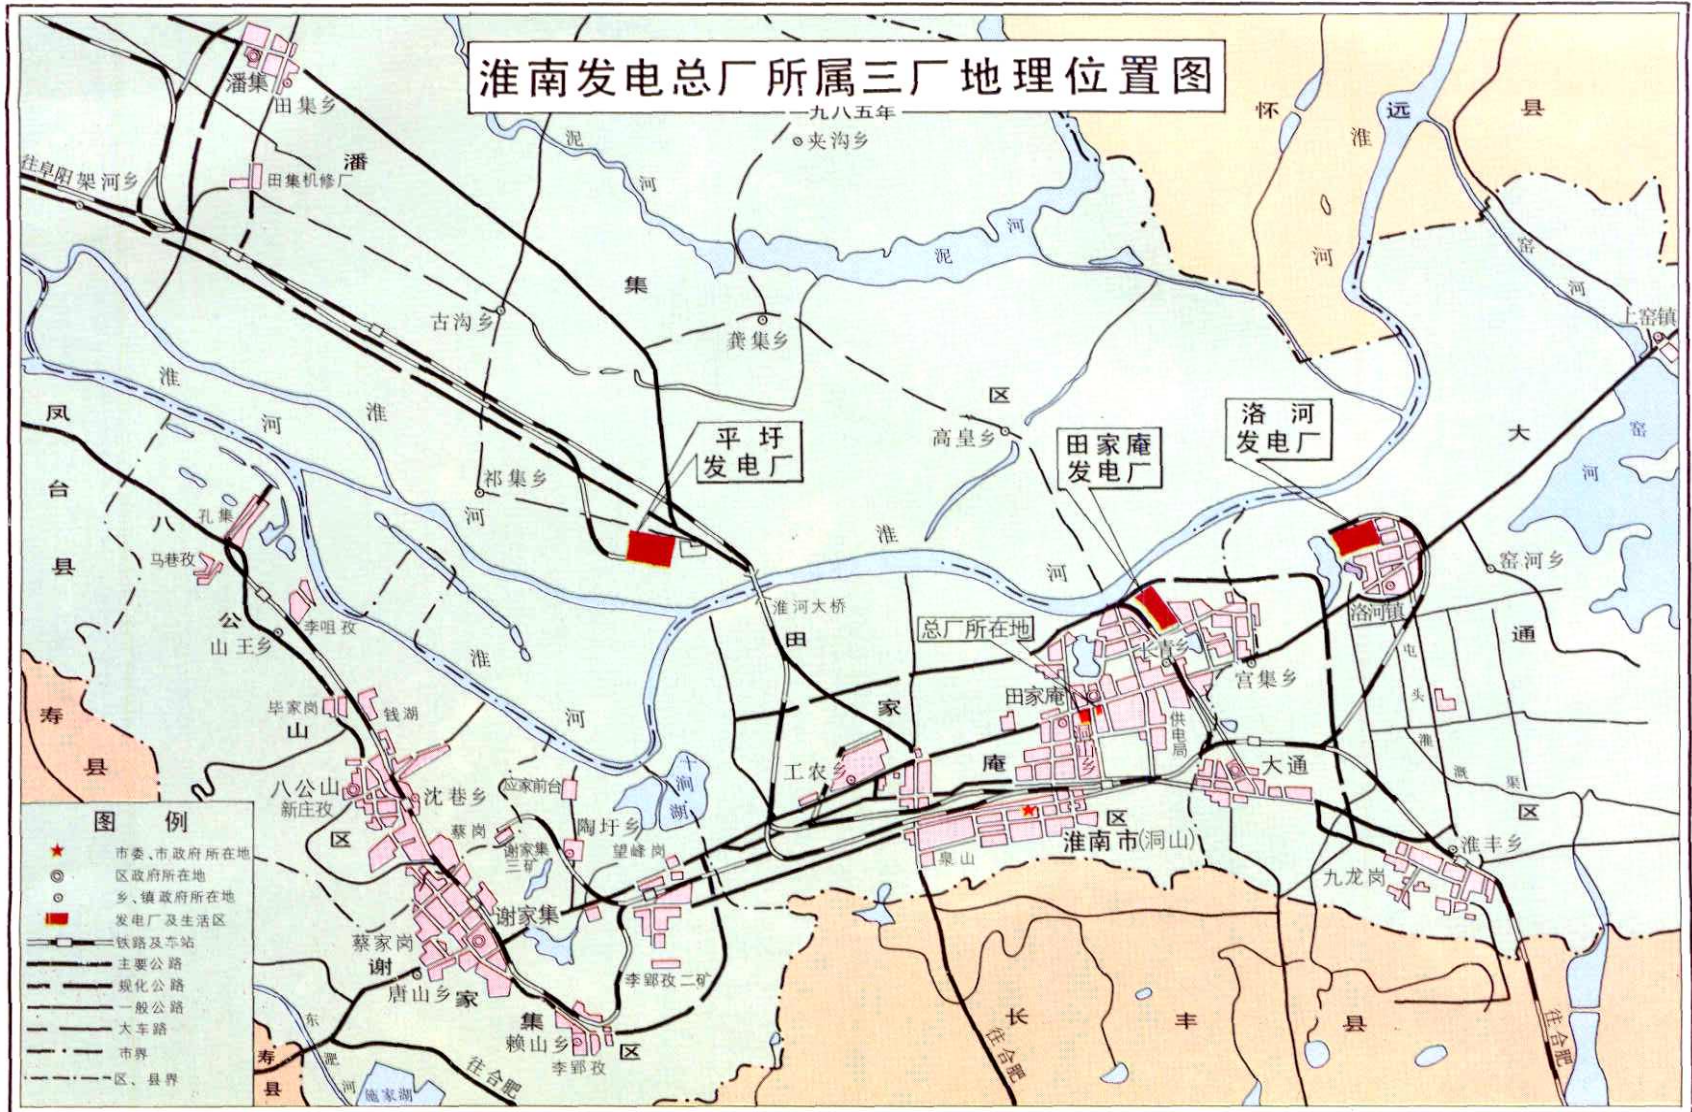 淮南发电总厂所属三厂地理位置图
一九八五年
潘集
田集乡
田集机修厂
往阜阳
架河乡
潘
集
区
泥
河
泥
河
夹沟乡
怀
远
县
淮
河
窑
河
上窑镇
古沟乡
龚集乡
高皇乡
祁集乡
淮
河
淮
河
平圩
发电厂
田家庵
发电厂
洛河
发电厂
大
通
区
窑
河
凤
台
县
八
公
山
区
孔集
马巷孜
李咀孜
山王乡
毕家岗
钱湖
八公山
新庄孜
沈巷乡
淮
河
淮河大桥
淮
河
总厂所在地
田家庵
长青乡
宫集乡
洛河镇
窑河乡
屯
头
灌
溉
渠
供电局
洞山乡
田
家
庵
区
工农乡
大通
淮南市(洞山)
泉山
淮丰乡
九龙岗
十涧湖
应家前台
陶圩乡
望峰岗
蔡岗
谢家集
三矿
谢家集
蔡家岗
唐山乡
谢
家
集
区
李郢孜二矿
赖山乡
李郢孜
寿
县
寿
县
东
淝
河
施家湖
往合肥
往合肥
往合肥
长
丰
县
图例
市委、市政府所在地
区政府所在地
乡、镇政府所在地
发电厂及生活区
铁路及车站
主要公路
规化公路
一般公路
大车路
市界
区、县界